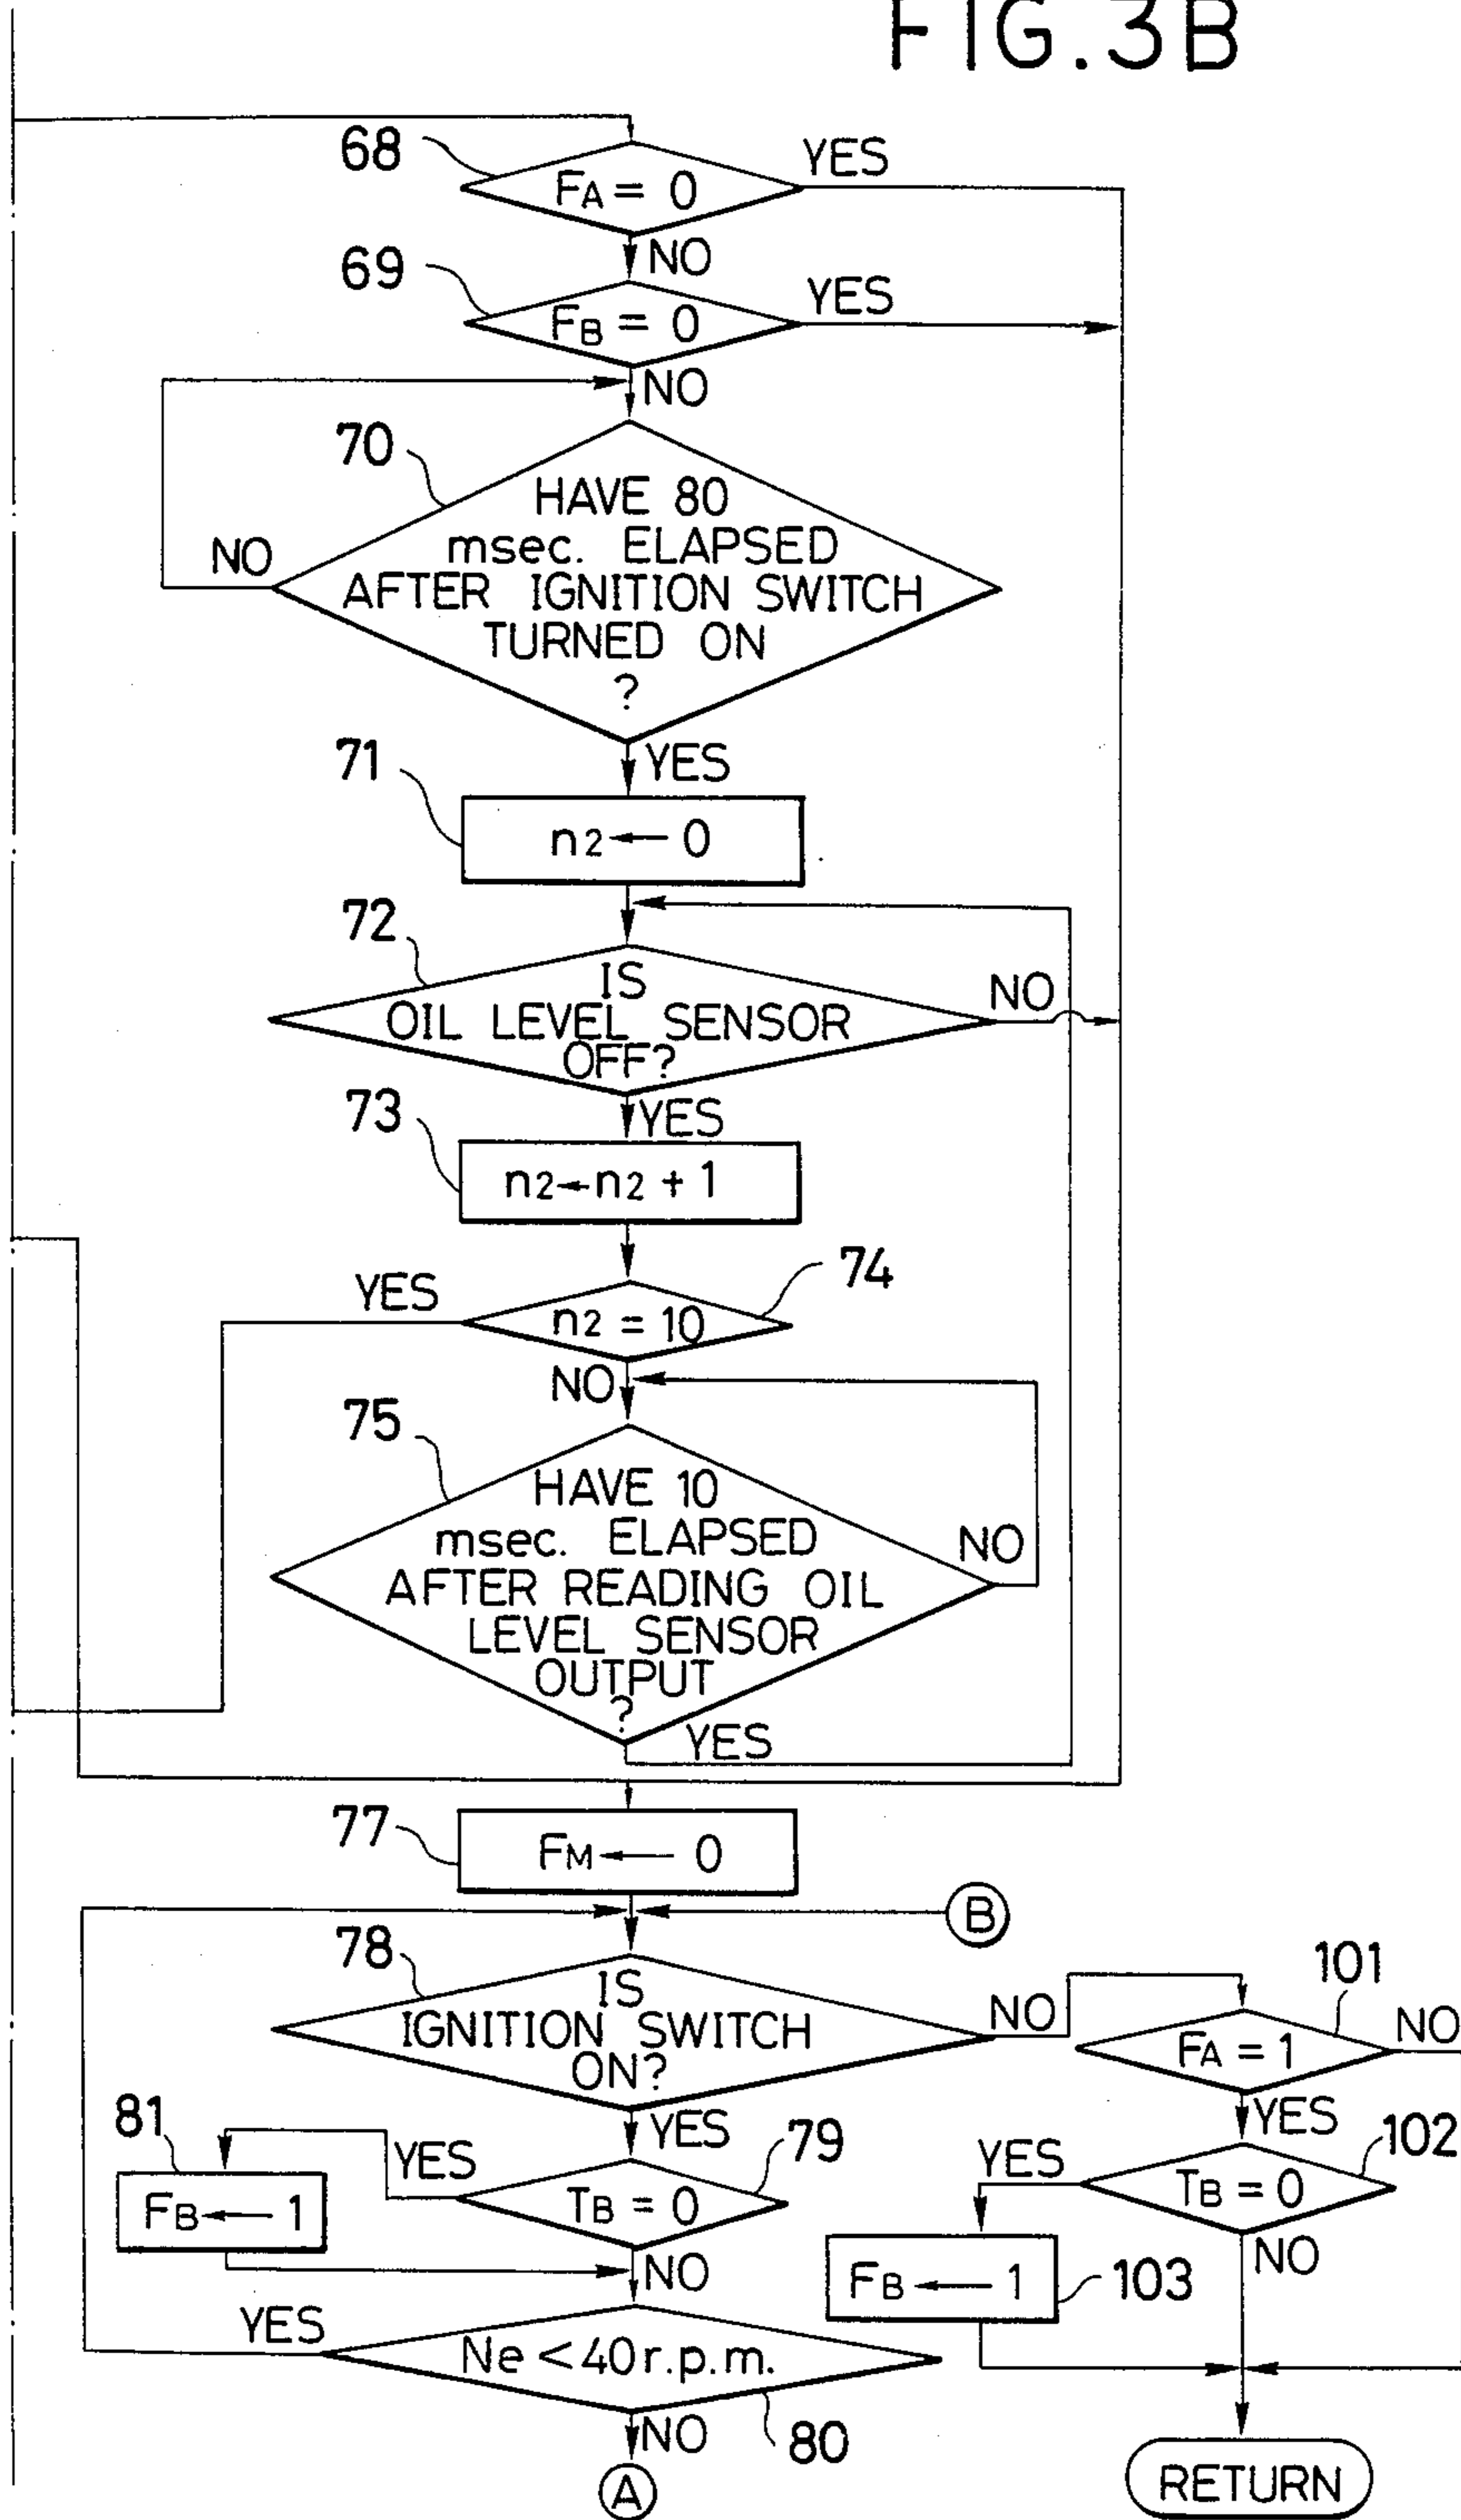 FIG.3B
68
FA = 0
YES
NO
69
FB = 0
YES
NO
70
HAVE 80
msec. ELAPSED
AFTER IGNITION SWITCH
TURNED ON
?
NO
YES
71
n2 ← 0
72
IS
OIL LEVEL SENSOR
OFF?
NO
YES
73
n2 ← n2 + 1
74
YES
n2 = 10
NO
75
HAVE 10
msec. ELAPSED
AFTER READING OIL
LEVEL SENSOR
OUTPUT
?
NO
YES
77
FM ← 0
B
78
IS
IGNITION SWITCH
ON?
NO
YES
101
FA = 1
NO
YES
81
FB ← 1
YES
79
TB = 0
NO
102
YES
TB = 0
NO
FB ← 1
103
YES
Ne < 40 r.p.m.
NO
80
A
RETURN